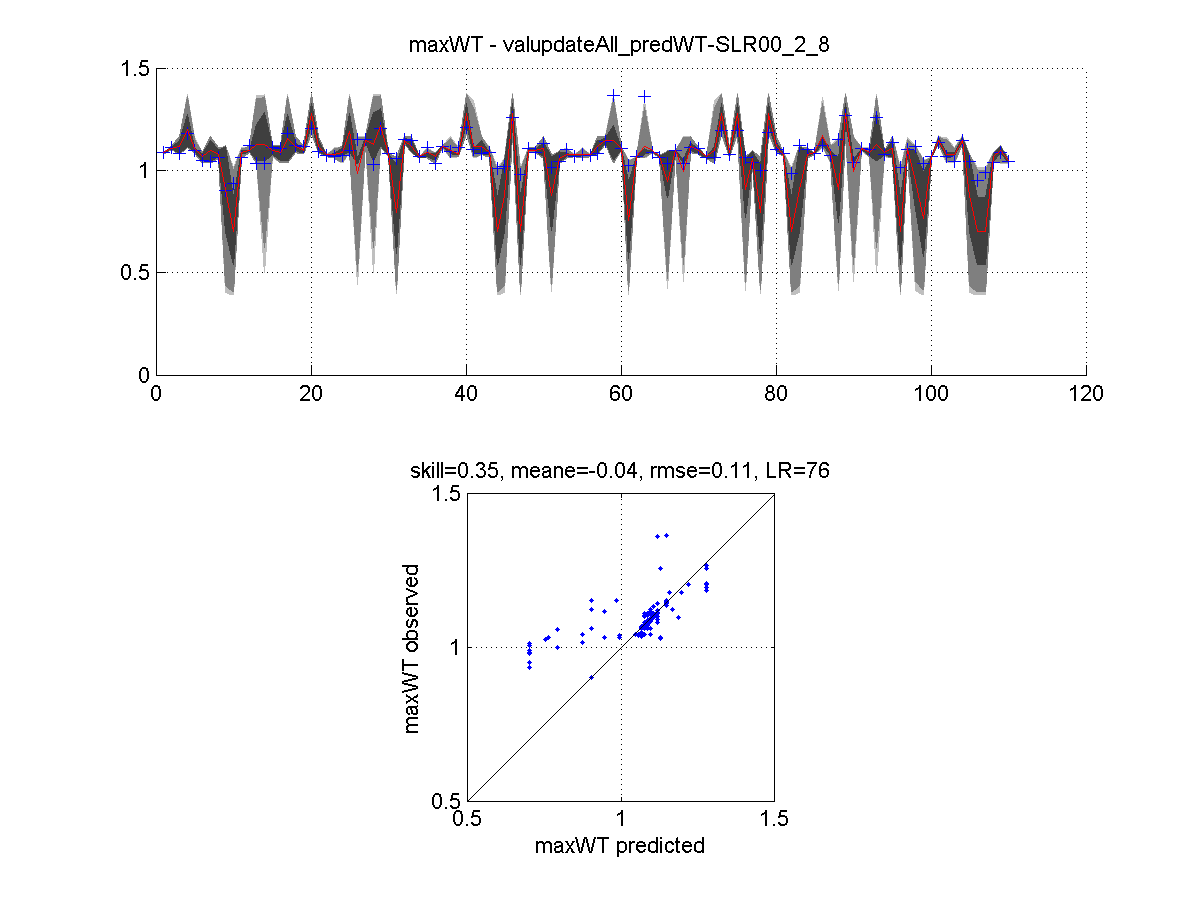 maxWT - valupdateAll_predWT-SLR00_2_8
1.5
1
0.5
0
0 20 40 60 80 100 120
skill=0.35, meane=-0.04, rmse=0.11, LR=76
1.5
maxWT observed
1
0.5
0.5 1 1.5
maxWT predicted